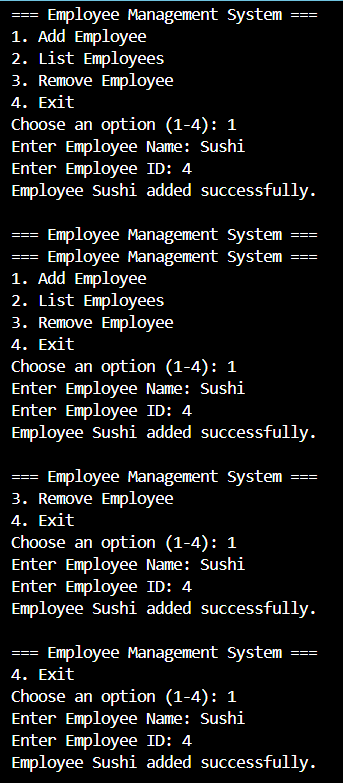 === Employee Management System ===
1. Add Employee
2. List Employees
3. Remove Employee
4. Exit
Choose an option (1-4): 1
Enter Employee Name: Sushi
Enter Employee ID: 4
Employee Sushi added successfully.
=== Employee Management System ===
=== Employee Management System ===
1. Add Employee
2. List Employees
3. Remove Employee
4. Exit
Choose an option (1-4): 1
Enter Employee Name: Sushi
Enter Employee ID: 4
Employee Sushi added successfully.
=== Employee Management System ===
3. Remove Employee
4. Exit
Choose an option (1-4): 1
Enter Employee Name: Sushi
Enter Employee ID: 4
Employee Sushi added successfully.
=== Employee Management System ===
4. Exit
Choose an option (1-4): 1
Enter Employee Name: Sushi
Enter Employee ID: 4
Employee Sushi added successfully.